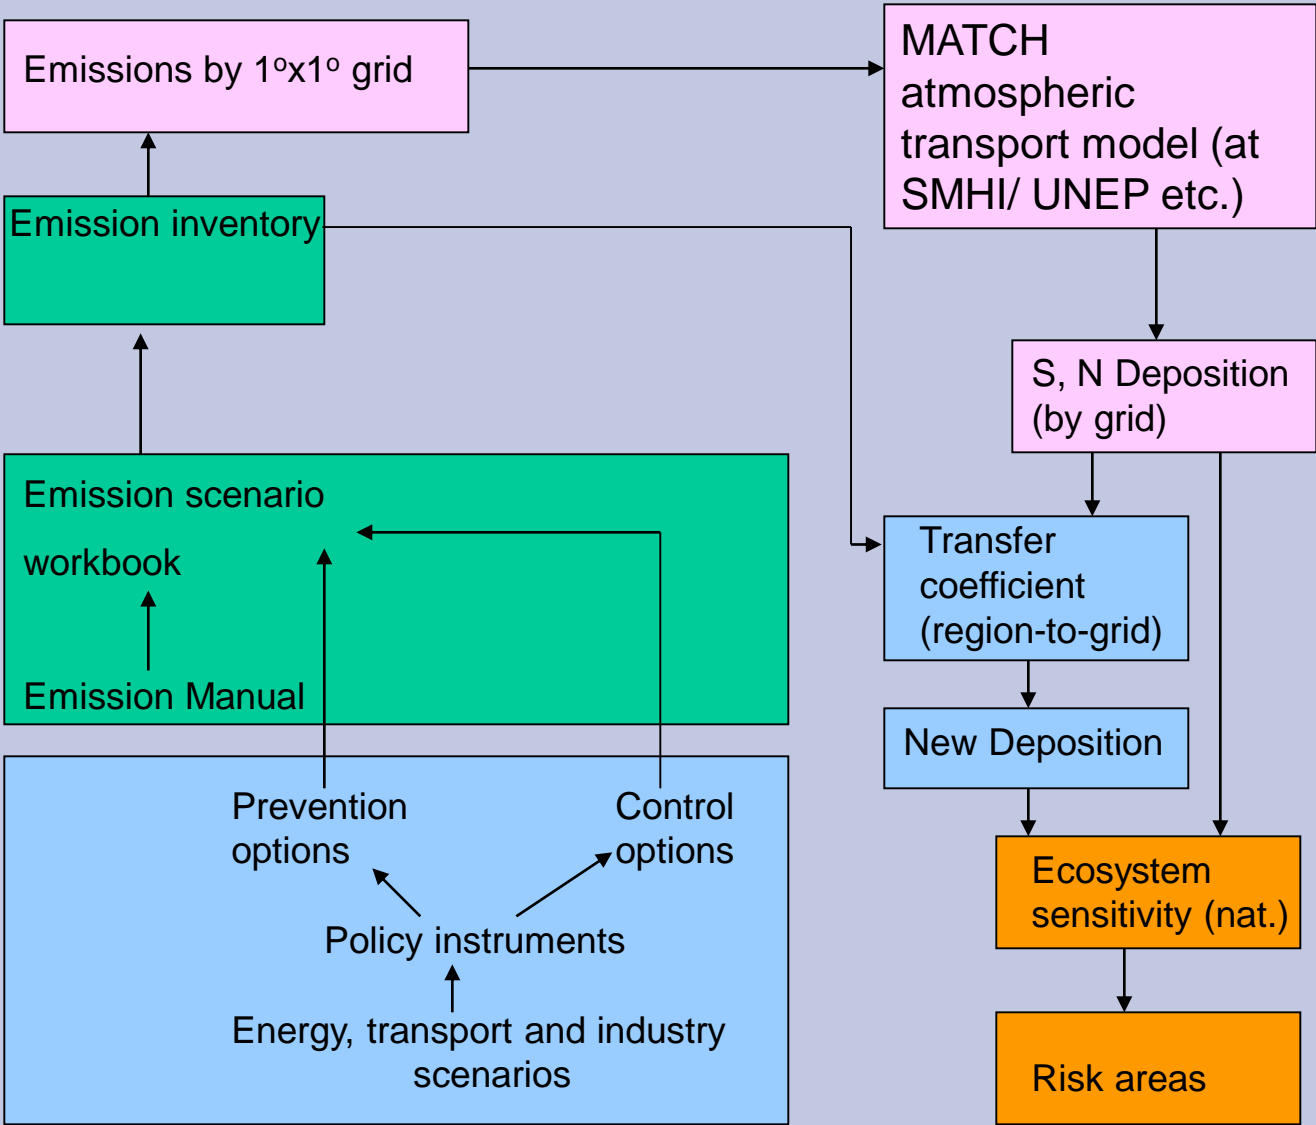 Emissions by 1ºx1º grid
MATCH
atmospheric
transport model (at
SMHI/ UNEP etc.)
Emission inventory
S, N Deposition
(by grid)
Emission scenario
workbook
Emission Manual
Transfer
coefficient
(region-to-grid)
New Deposition
Prevention
options
Control
options
Policy instruments
Energy, transport and industry
scenarios
Ecosystem
sensitivity (nat.)
Risk areas